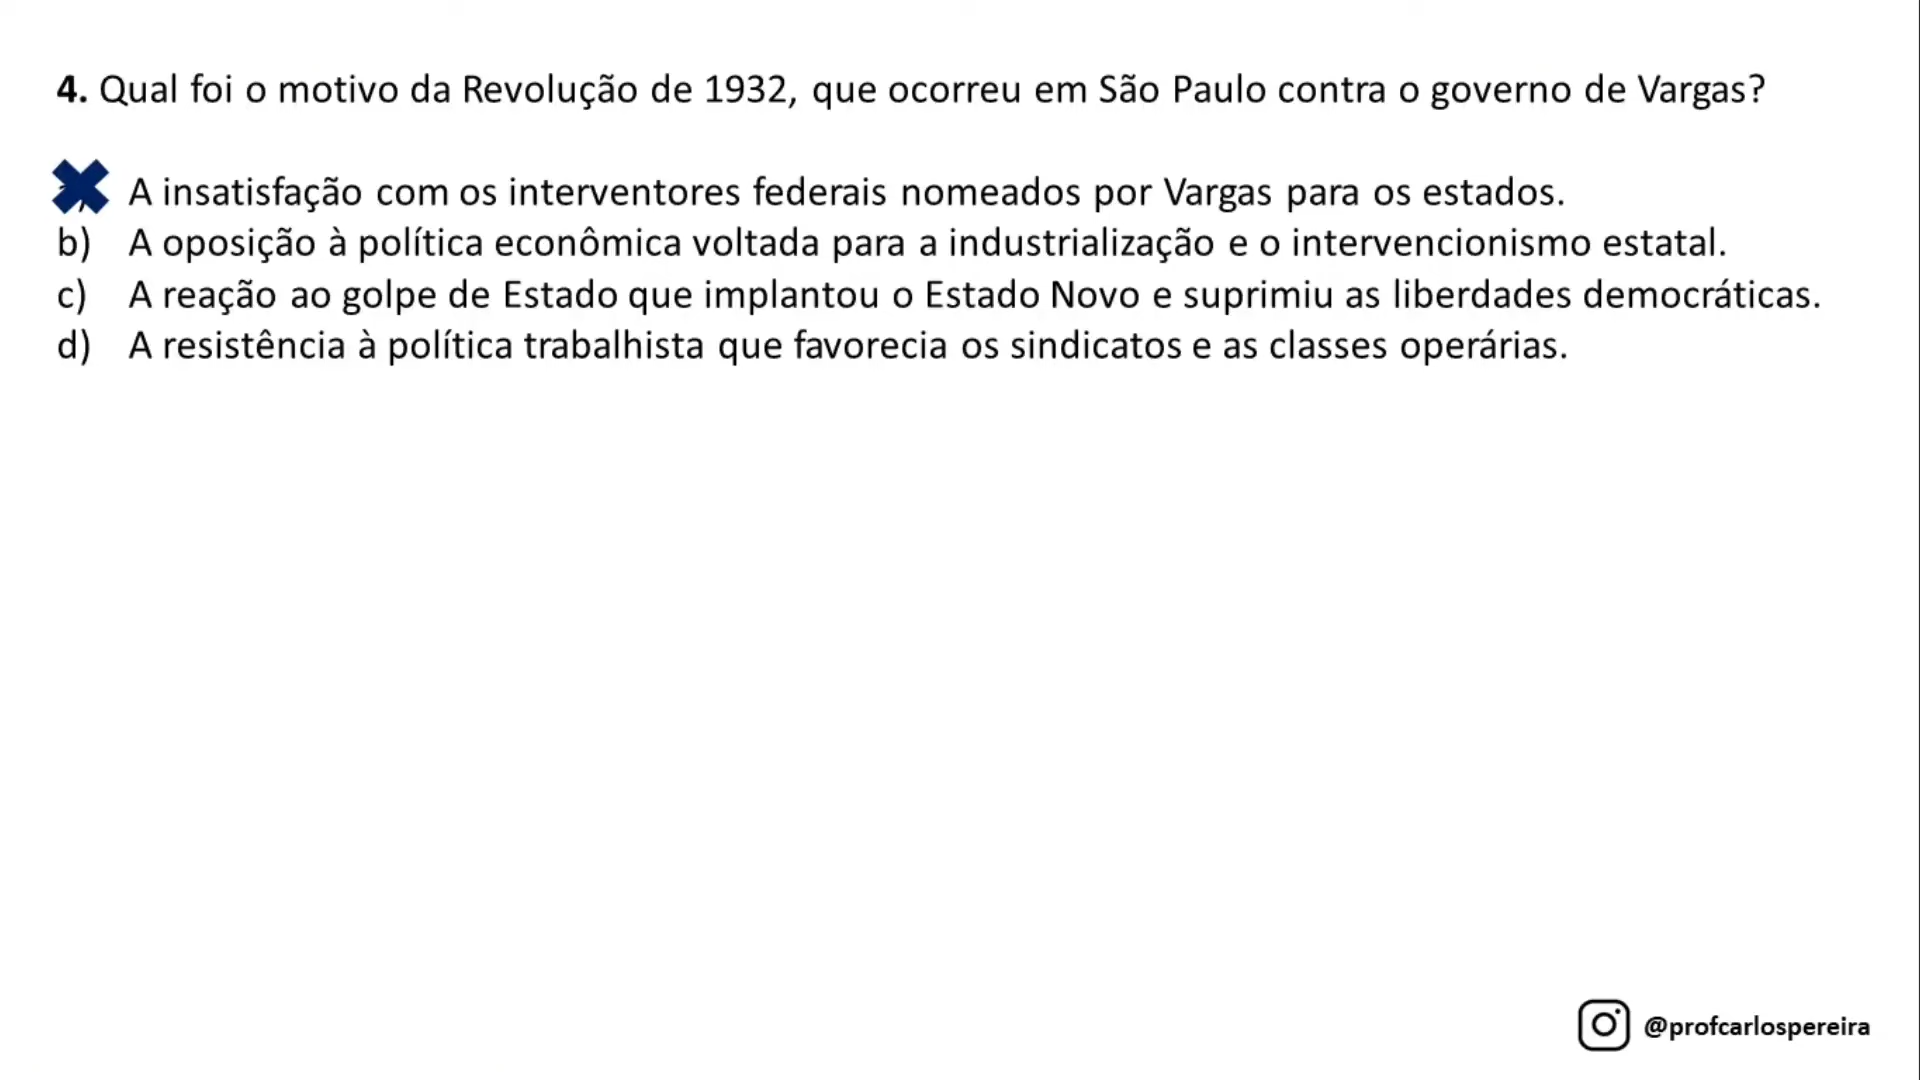 4. Qual foi o motivo da Revolução de 1932, que ocorreu em São Paulo contra o governo de Vargas?
A insatisfação com os interventores federais nomeados por Vargas para os estados.
b) A oposição à política econômica voltada para a industrialização e o intervencionismo estatal.
c) A reação ao golpe de Estado que implantou o Estado Novo e suprimiu as liberdades democráticas.
d) A resistência à política trabalhista que favorecia os sindicatos e as classes operárias.
@profcarlospereira